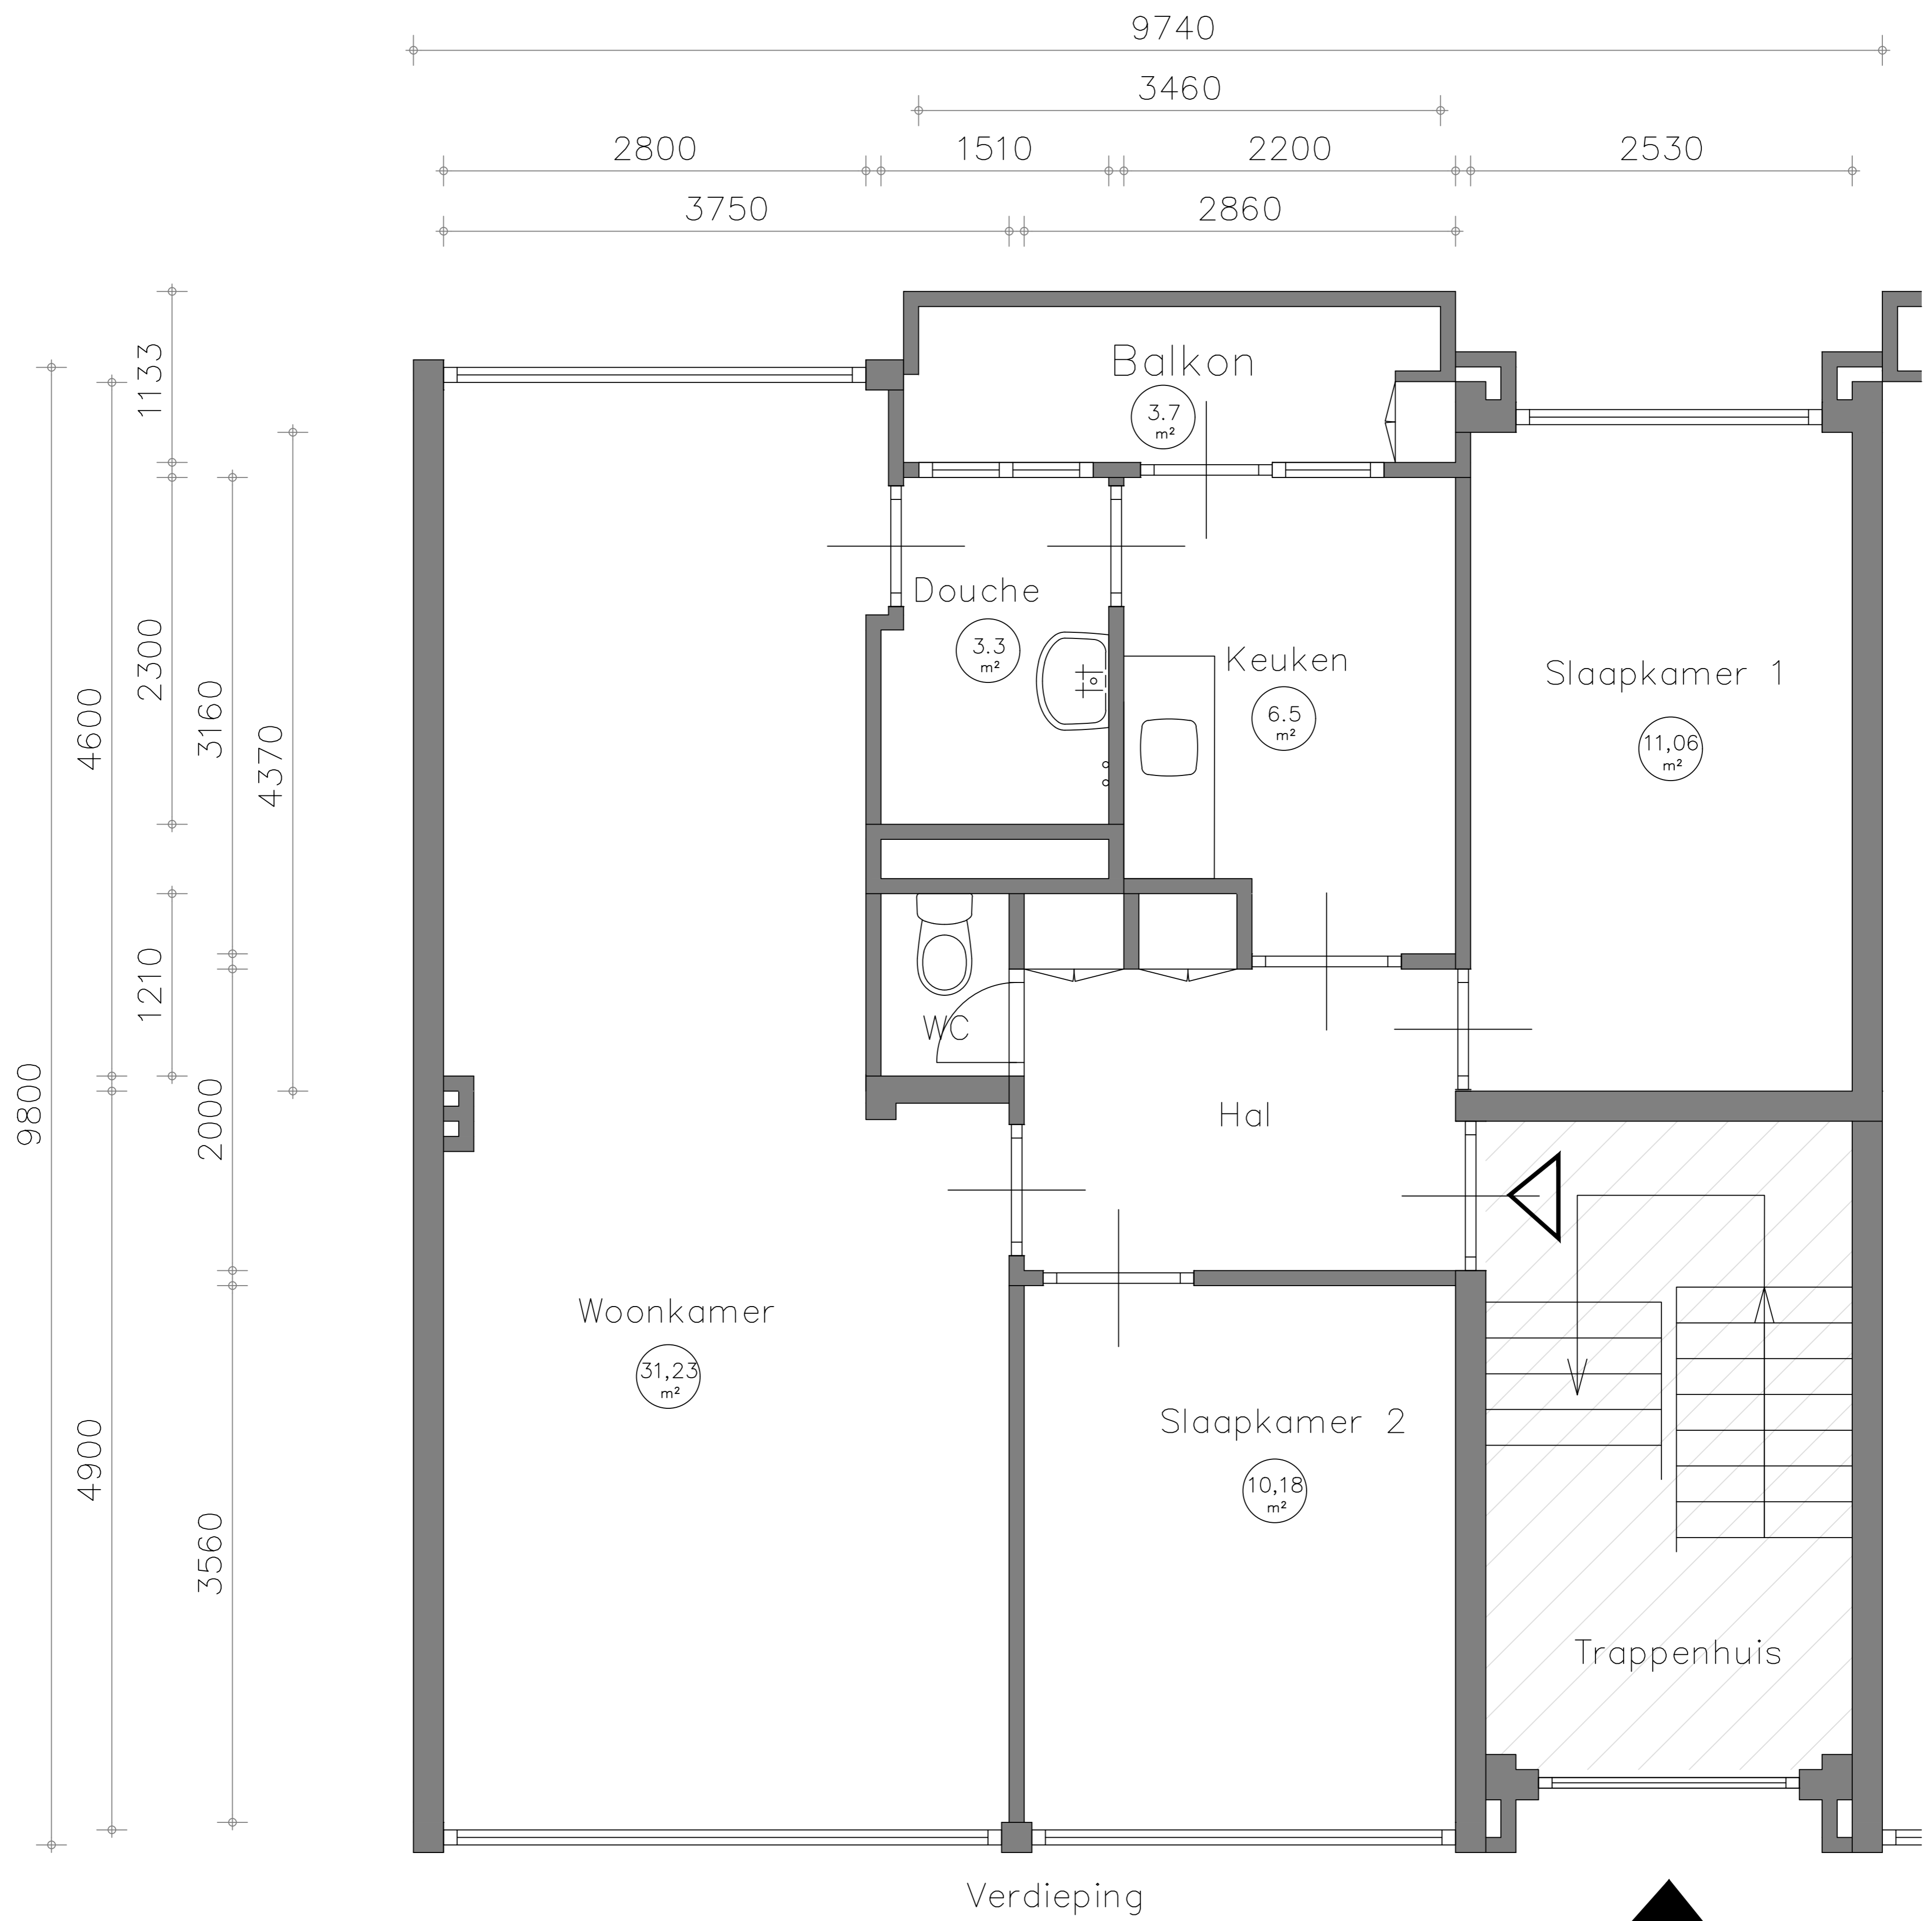 9740
3460
2800 1510 2200 2530
3750 2860
1133
2300
1210
3160
2000
3560
4370
4600
4900
9800
Balkon
3.7
m²
Douche
3.3
m²
Keuken
6.5
m²
Slaapkamer 1
11,06
m²
WC
Hal
Woonkamer
31,23
m²
Slaapkamer 2
10,18
m²
Trappenhuis
Verdieping